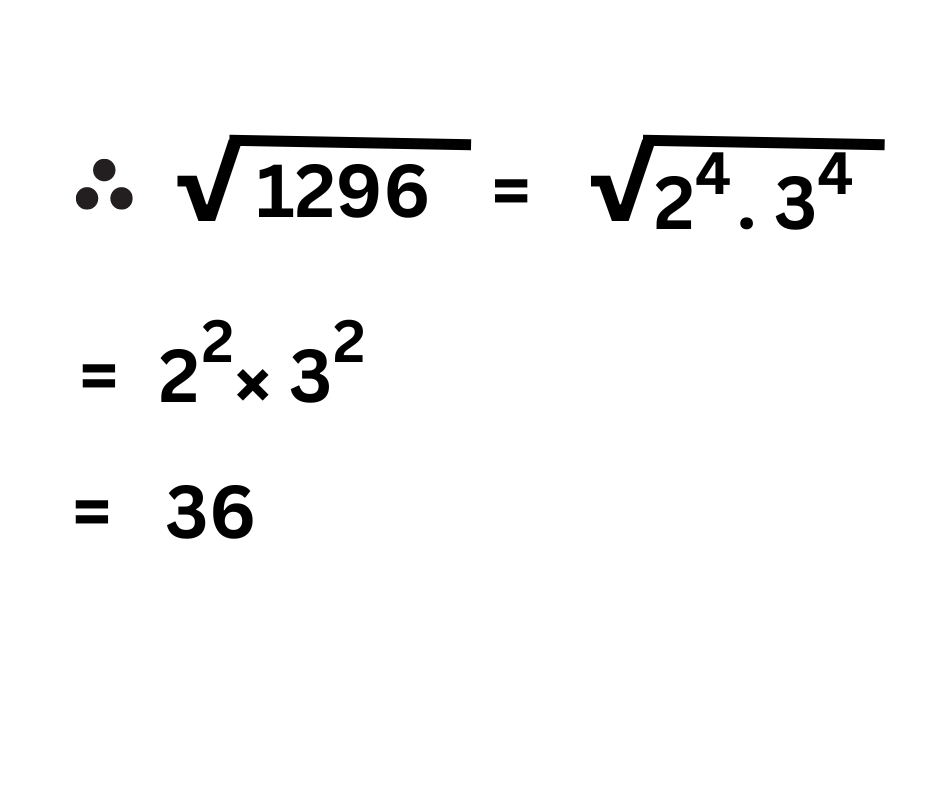 ∴ √1296 = √2⁴ . 3⁴
= 2² × 3²
= 36